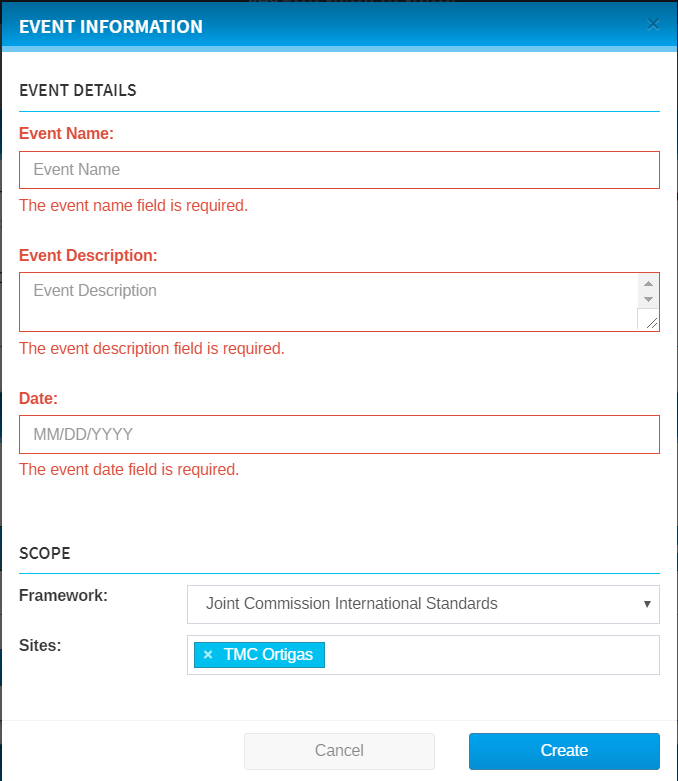 EVENT INFORMATION
×
EVENT DETAILS
Event Name:
Event Name
The event name field is required.
Event Description:
Event Description
The event description field is required.
Date:
MM/DD/YYYY
The event date field is required.
SCOPE
Framework:
Joint Commission International Standards
Sites:
× TMC Ortigas
Cancel
Create